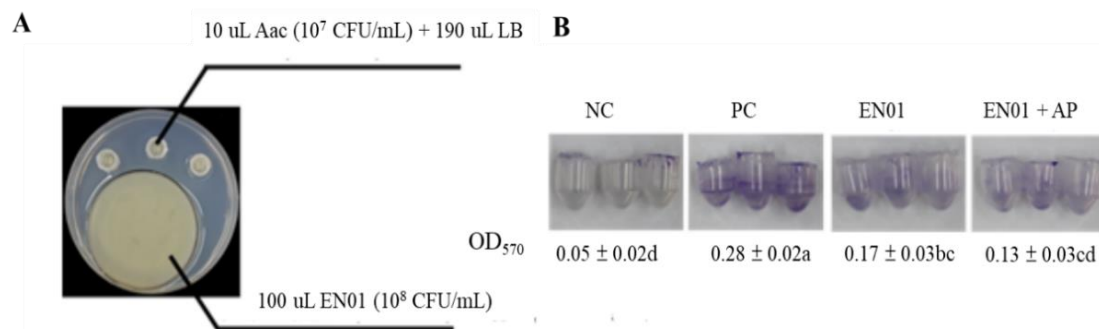 A
10 uL Aac (10⁷ CFU/mL) + 190 uL LB
100 uL EN01 (10⁸ CFU/mL)
B
NC PC EN01 EN01 + AP
OD₅₇₀ 0.05 ± 0.02d 0.28 ± 0.02a 0.17 ± 0.03bc 0.13 ± 0.03cd